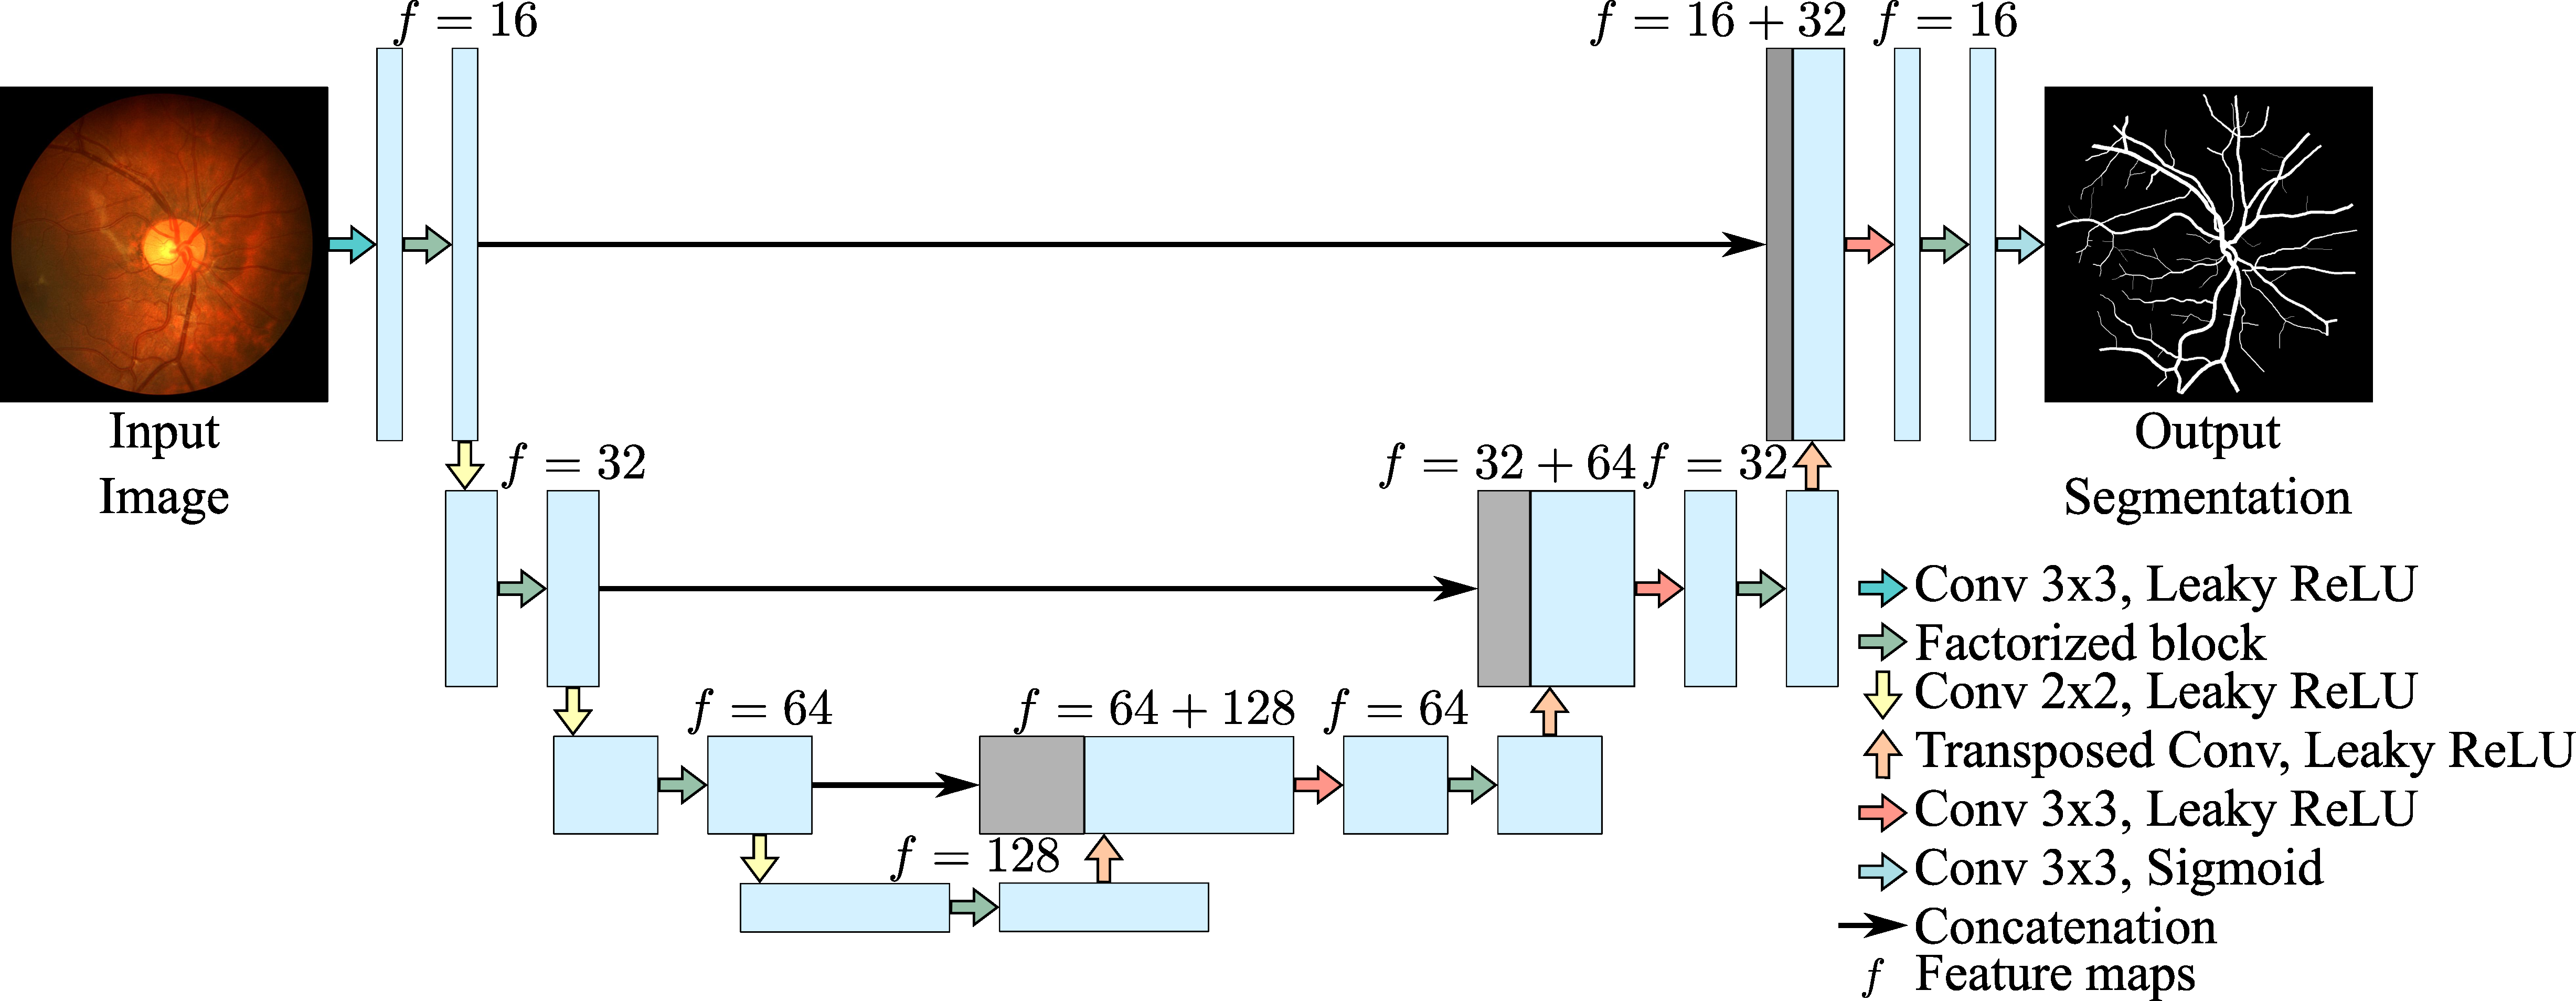 f = 16
f = 16 + 32
f = 16
Input
Image
Output
Segmentation
f = 32
f = 32 + 64
f = 32
f = 64
f = 64 + 128
f = 64
f = 128
Conv 3x3, Leaky ReLU
Factorized block
Conv 2x2, Leaky ReLU
Transposed Conv, Leaky ReLU
Conv 3x3, Leaky ReLU
Conv 3x3, Sigmoid
Concatenation
f Feature maps